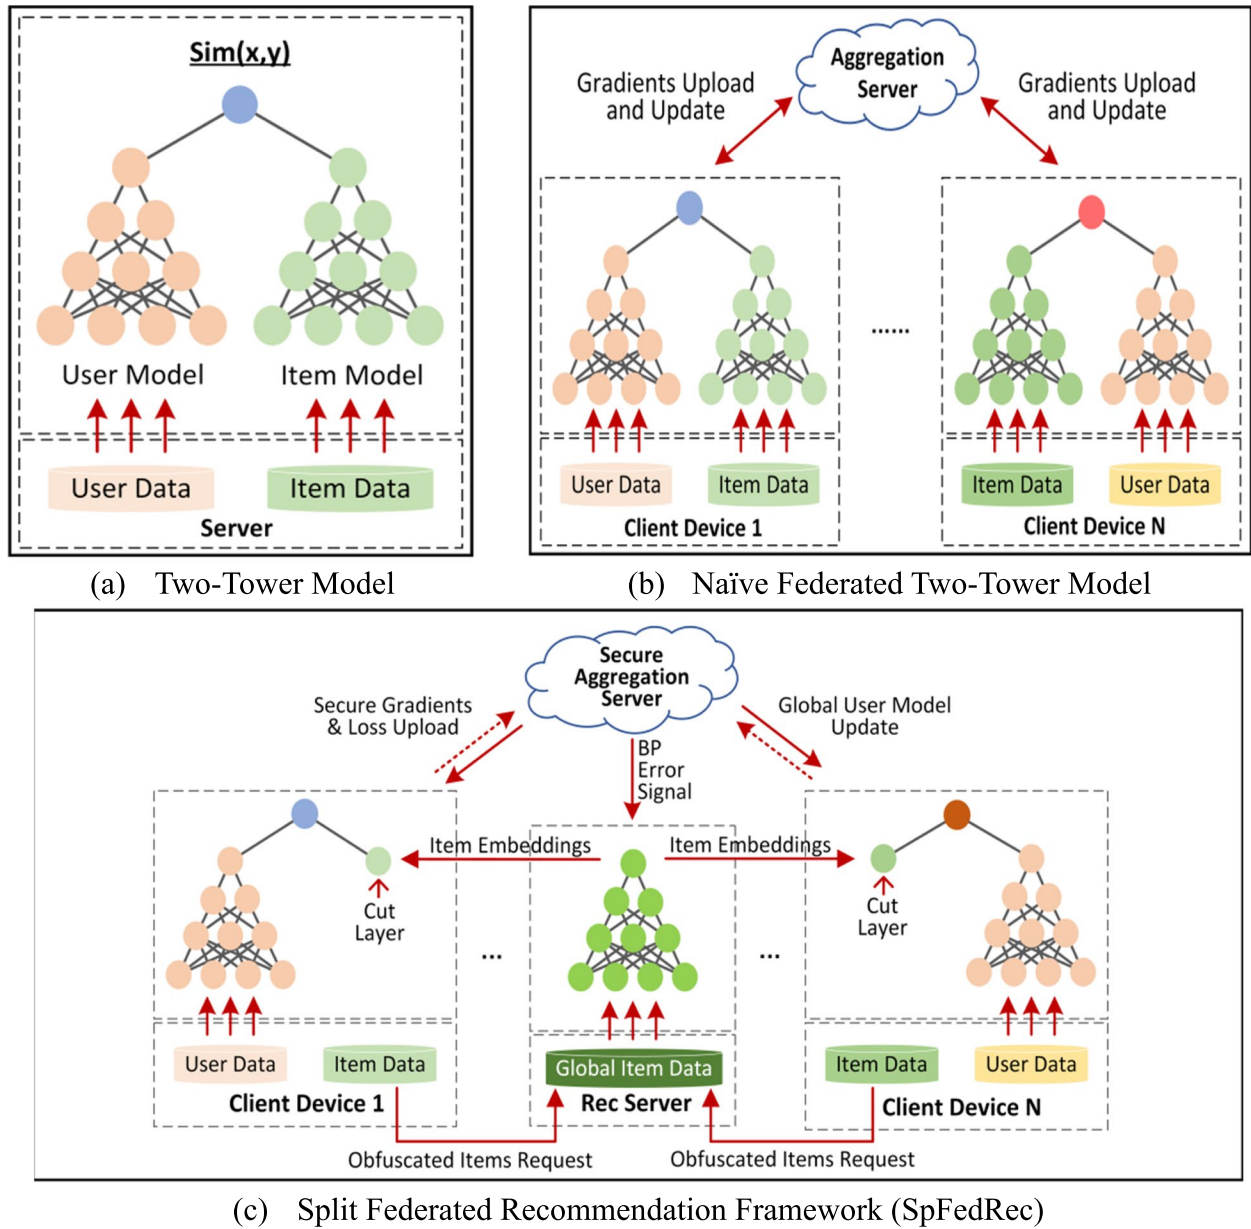 Sim(x,y)
User Model
Item Model
User Data
Item Data
Server
(a) Two-Tower Model
Aggregation
Server
Gradients Upload
and Update
Gradients Upload
and Update
......
User Data
Item Data
Client Device 1
Item Data
User Data
Client Device N
(b) Naïve Federated Two-Tower Model
Secure
Aggregation
Server
Secure Gradients
& Loss Upload
Global User Model
Update
BP
Error
Signal
Item Embeddings
Item Embeddings
Cut
Layer
Cut
Layer
...
...
User Data
Item Data
Client Device 1
Global Item Data
Rec Server
Item Data
User Data
Client Device N
Obfuscated Items Request
Obfuscated Items Request
(c) Split Federated Recommendation Framework (SpFedRec)